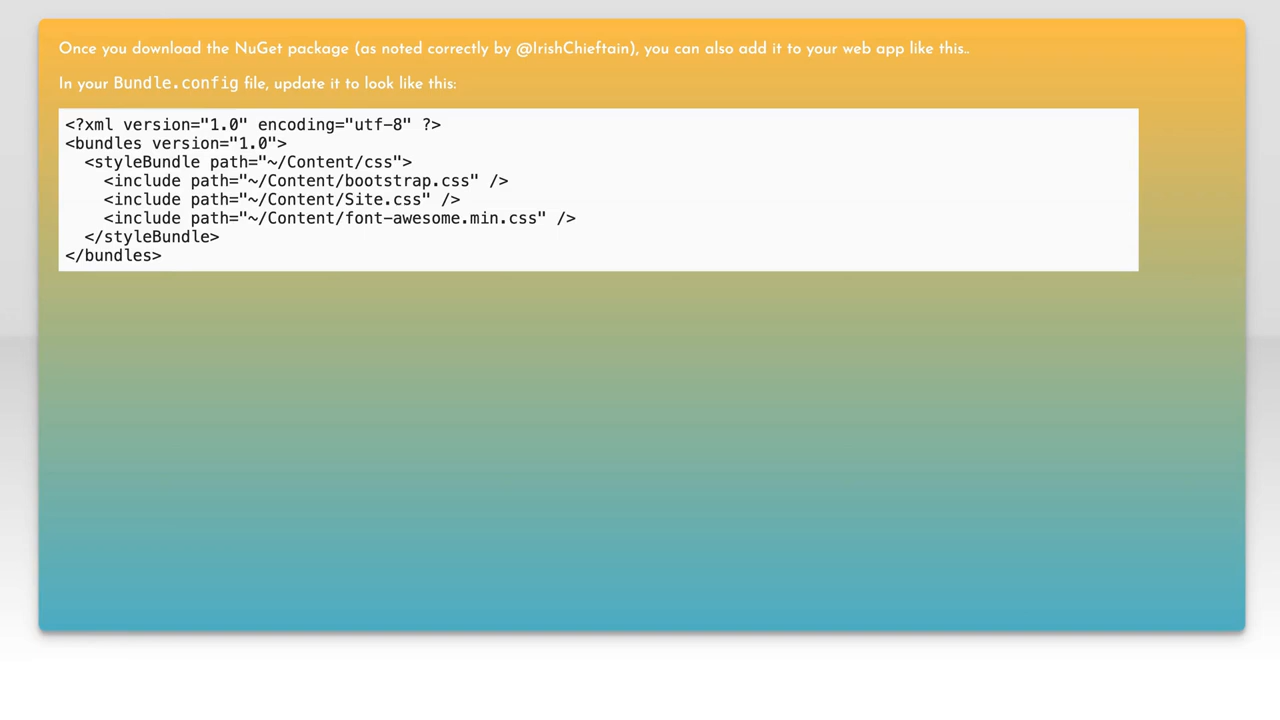 Once you download the NuGet package (as noted correctly by @IrishChieftain), you can also add it to your web app like this..
In your Bundle.config file, update it to look like this:
<?xml version="1.0" encoding="utf-8" ?>
<bundles version="1.0">
  <styleBundle path="~/Content/css">
    <include path="~/Content/bootstrap.css" />
    <include path="~/Content/Site.css" />
    <include path="~/Content/font-awesome.min.css" />
  </styleBundle>
</bundles>